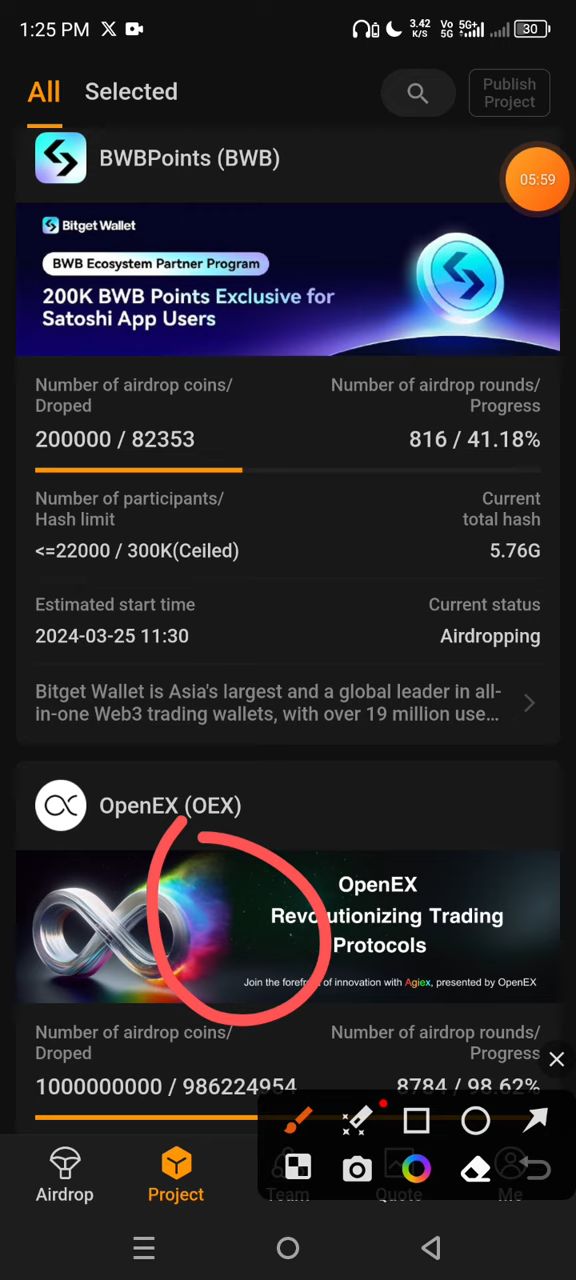 1:25 PM
3.42 K/S Vo 5G 5G+ 30
All Selected
Publish
Project
BWBPoints (BWB)
05:59
Bitget Wallet
BWB Ecosystem Partner Program
200K BWB Points Exclusive for
Satoshi App Users
Number of airdrop coins/ Number of airdrop rounds/
Droped Progress
200000 / 82353 816 / 41.18%
Number of participants/ Current
Hash limit total hash
<=22000 / 300K(Ceiled) 5.76G
Estimated start time Current status
2024-03-25 11:30 Airdropping
Bitget Wallet is Asia's largest and a global leader in all-
in-one Web3 trading wallets, with over 19 million use...
OpenEX (OEX)
OpenEX
Revolutionizing Trading
Protocols
Join the forefront of innovation with Agiex, presented by OpenEX
Number of airdrop coins/ Number of airdrop rounds/
Droped Progress
1000000000 / 986224954 8784 / 98.62%
Airdrop Project Team Quote Me